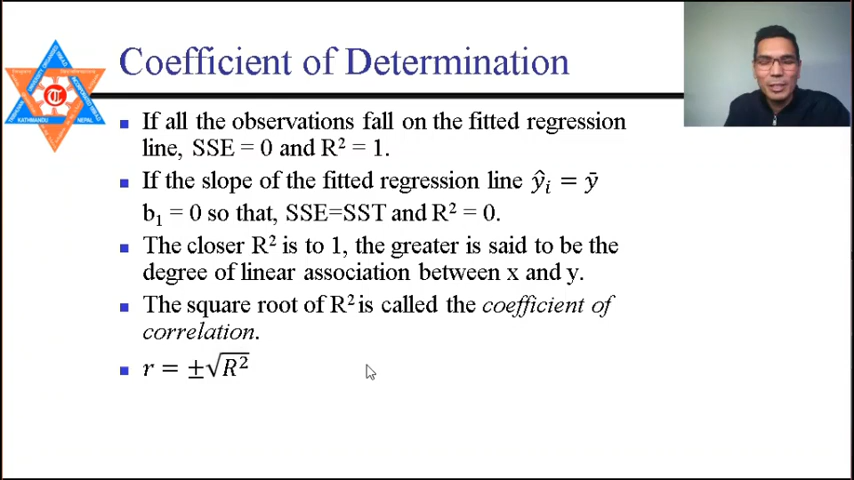 Coefficient of Determination
If all the observations fall on the fitted regression
line, SSE = 0 and R² = 1.
If the slope of the fitted regression line ŷᵢ = ȳ
b₁ = 0 so that, SSE=SST and R² = 0.
The closer R² is to 1, the greater is said to be the
degree of linear association between x and y.
The square root of R² is called the coefficient of
correlation.
r = ±√R²
KATHMANDU
NEPAL